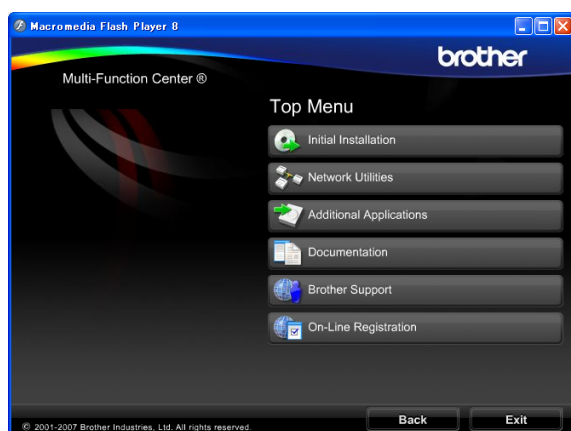 Macromedia Flash Player 8
brother
Multi-Function Center ®
Top Menu
Initial Installation
Network Utilities
Additional Applications
Documentation
Brother Support
On-Line Registration
Back Exit
© 2001-2007 Brother Industries, Ltd. All rights reserved.